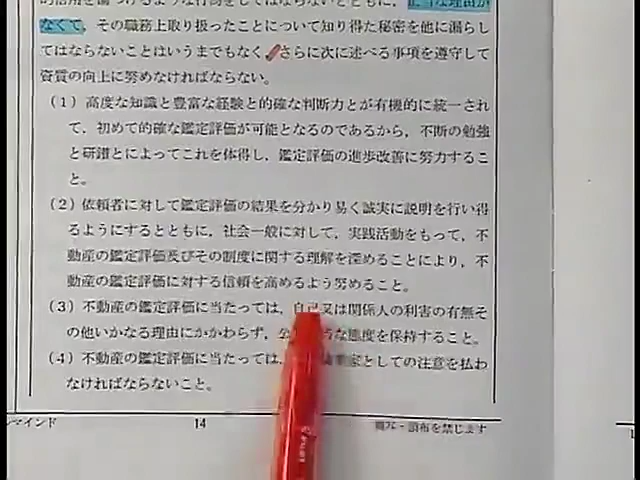 的信用を傷つけるような行為をしてはならないとともに、正当な理由が
なくて，その職務上取り扱ったことについて知り得た秘密を他に漏らし
てはならないことはいうまでもなく，さらに次に述べる事項を遵守して
資質の向上に努めなければならない。
（１）高度な知識と豊富な経験と的確な判断力とが有機的に統一され
て，初めて的確な鑑定評価が可能となるのであるから，不断の勉強
と研鑽とによってこれを体得し，鑑定評価の進歩改善に努力するこ
と。
（２）依頼者に対して鑑定評価の結果を分かり易く誠実に説明を行い得
るようにするとともに，社会一般に対して，実践活動をもって，不
動産の鑑定評価及びその制度に関する理解を深めることにより，不
動産の鑑定評価に対する信頼を高めるよう努めること。
（３）不動産の鑑定評価に当たっては，自己又は関係人の利害の有無そ
の他いかなる理由にかかわらず，公 な態度を保持すること。
（４）不動産の鑑定評価に当たっては， 家としての注意を払わ
なければならないこと。
マインド 14 複写・頒布を禁じます
PILOT